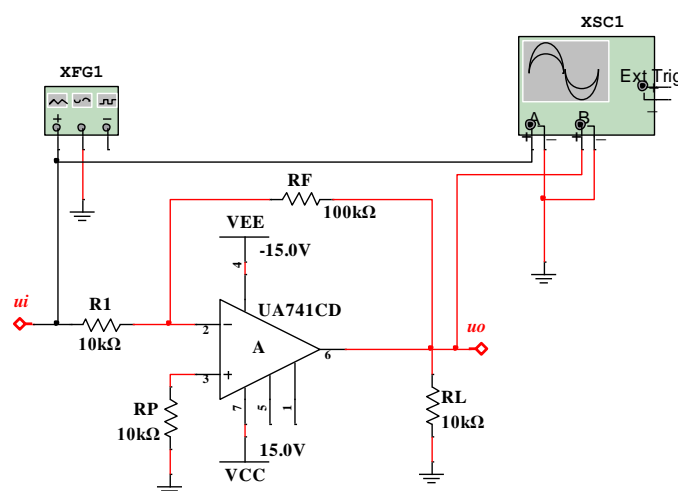 XSC1
XFG1
Ext Trig
+
−
A
B
+ −
+ −
+ −
RF
100kΩ
VEE
-15.0V
4
ui
R1
10kΩ
UA741CD
2
−
A
6
uo
3
+
RP
10kΩ
7
5
1
RL
10kΩ
15.0V
VCC